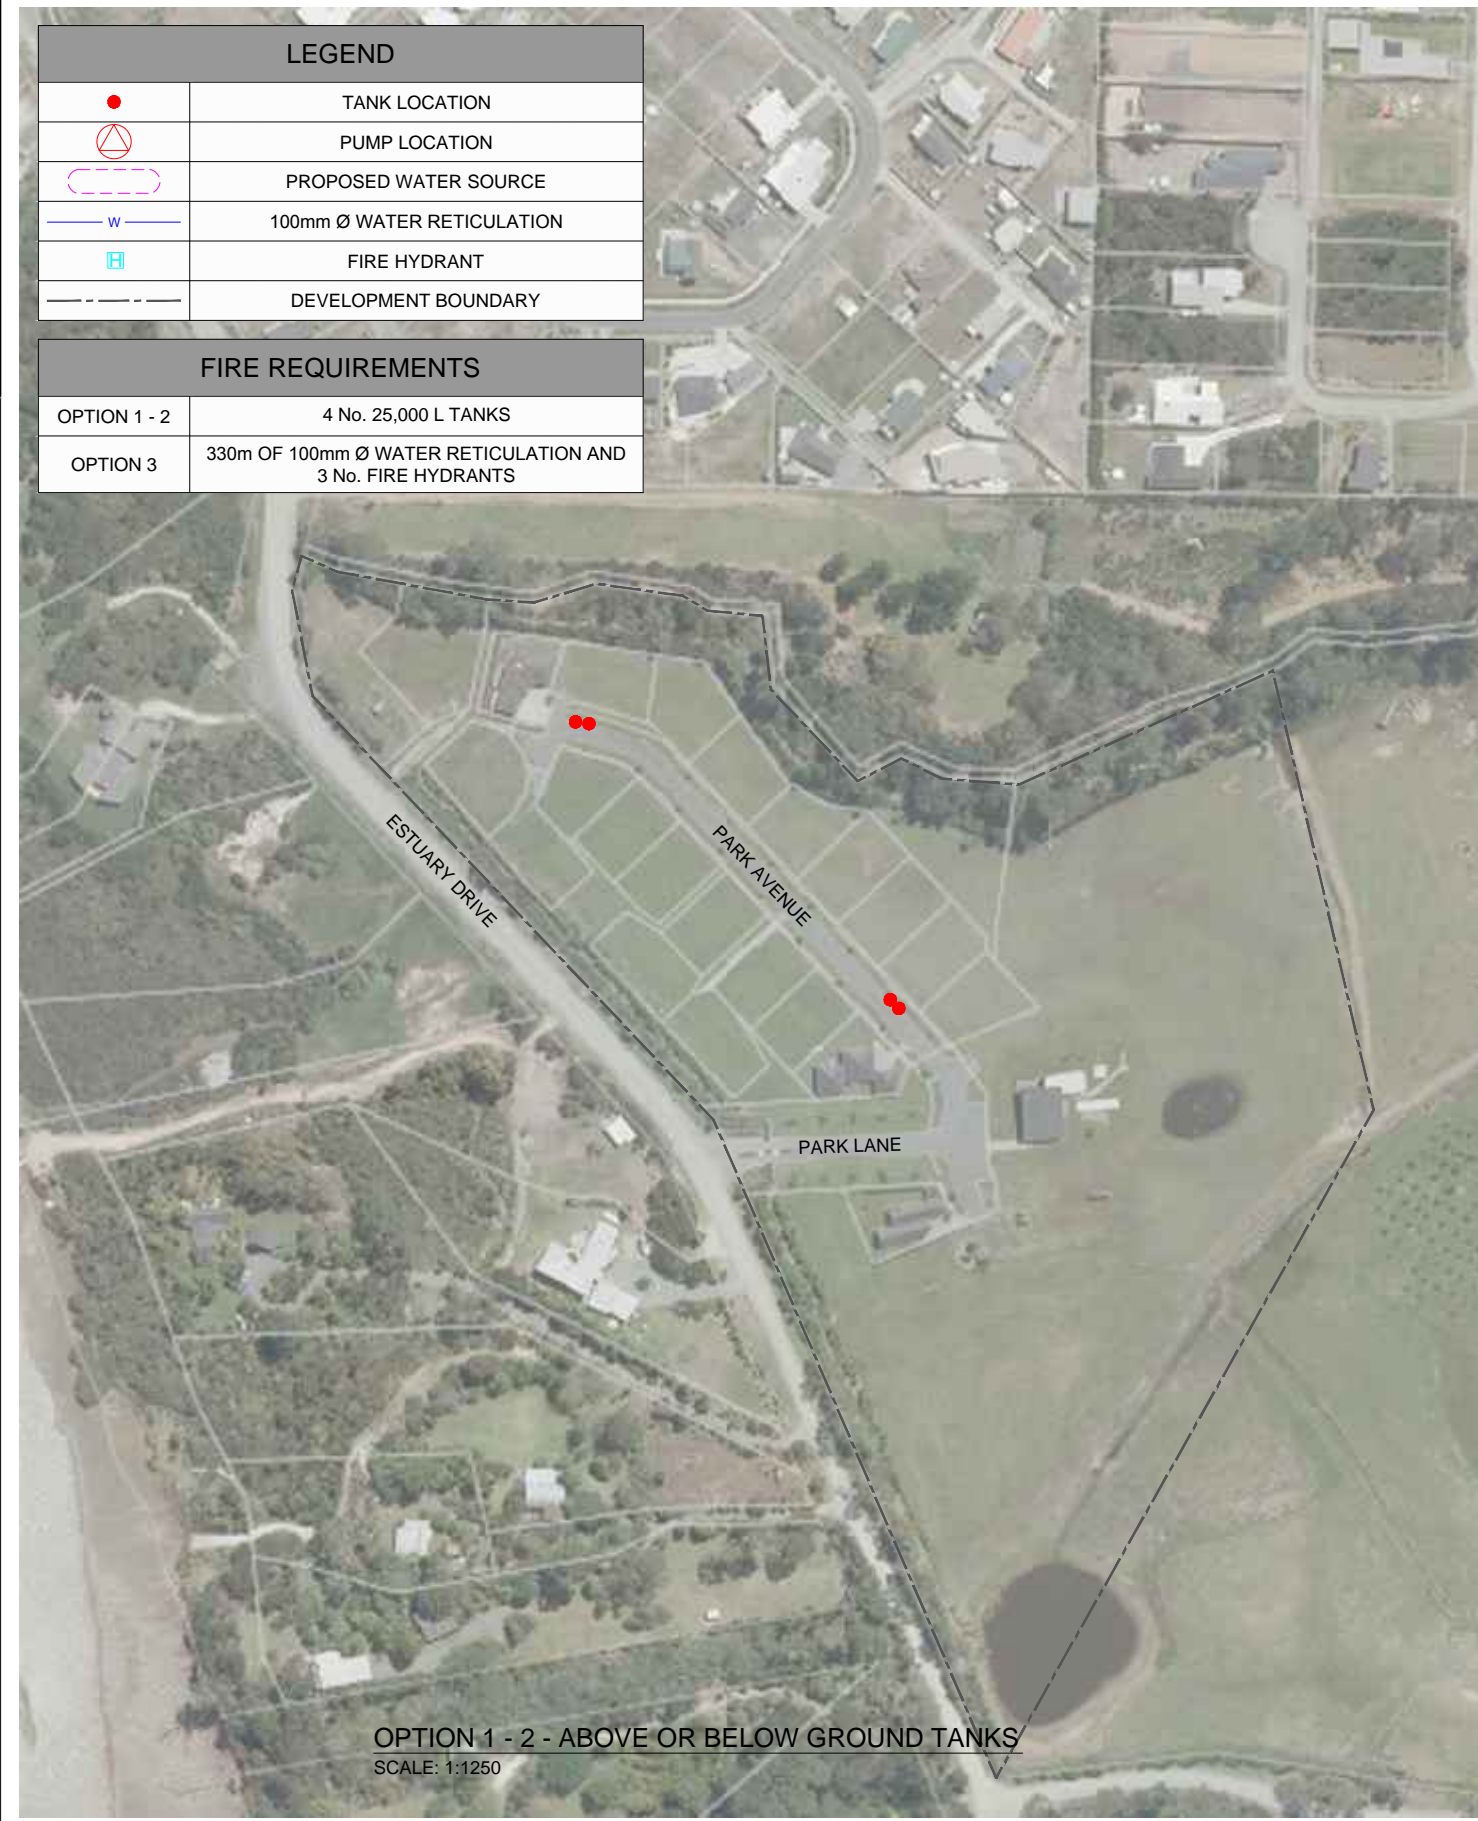 LEGEND
TANK LOCATION
PUMP LOCATION
PROPOSED WATER SOURCE
W
100mm Ø WATER RETICULATION
H
FIRE HYDRANT
DEVELOPMENT BOUNDARY
FIRE REQUIREMENTS
OPTION 1 - 2
4 No. 25,000 L TANKS
OPTION 3
330m OF 100mm Ø WATER RETICULATION AND
3 No. FIRE HYDRANTS
ESTUARY DRIVE
PARK AVENUE
PARK LANE
OPTION 1 - 2 - ABOVE OR BELOW GROUND TANKS
SCALE: 1:1250